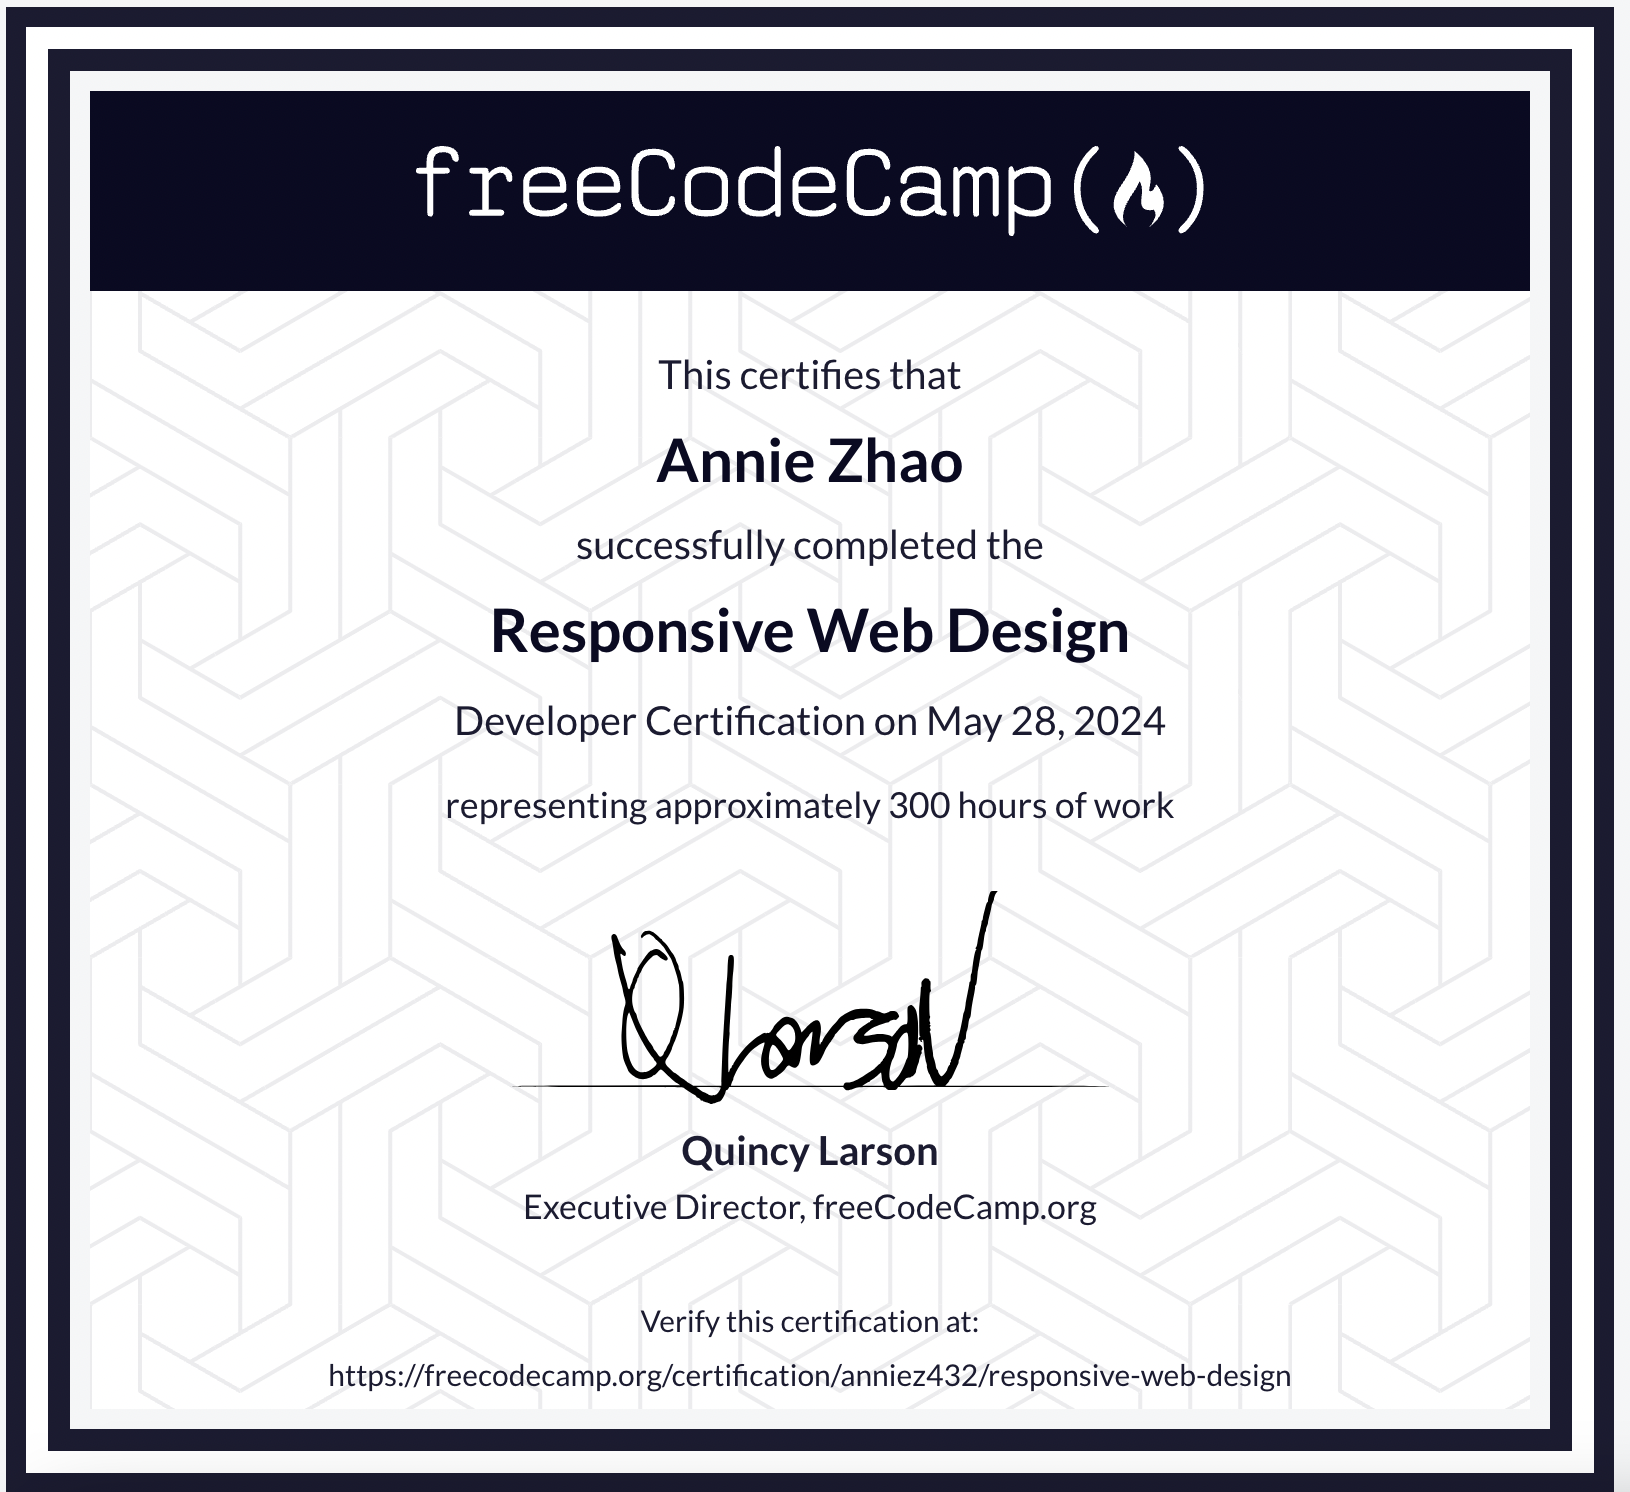 freeCodeCamp
This certifies that
Annie Zhao
successfully completed the
Responsive Web Design
Developer Certification on May 28, 2024
representing approximately 300 hours of work
Q Larson
Quincy Larson
Executive Director, freeCodeCamp.org
Verify this certification at:
https://freecodecamp.org/certification/anniez432/responsive-web-design